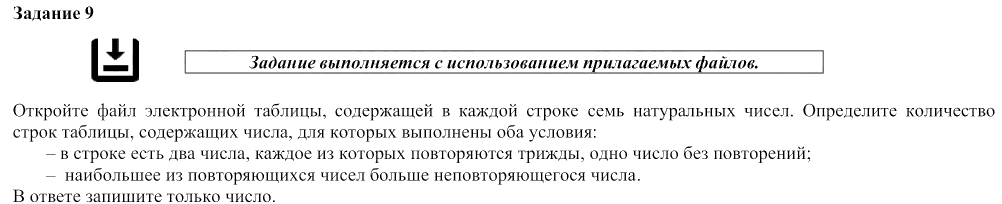 Задание 9
Задание выполняется с использованием прилагаемых файлов.
Откройте файл электронной таблицы, содержащей в каждой строке семь натуральных чисел. Определите количество
строк таблицы, содержащих числа, для которых выполнены оба условия:
– в строке есть два числа, каждое из которых повторяются трижды, одно число без повторений;
– наибольшее из повторяющихся чисел больше неповторяющегося числа.
В ответе запишите только число.